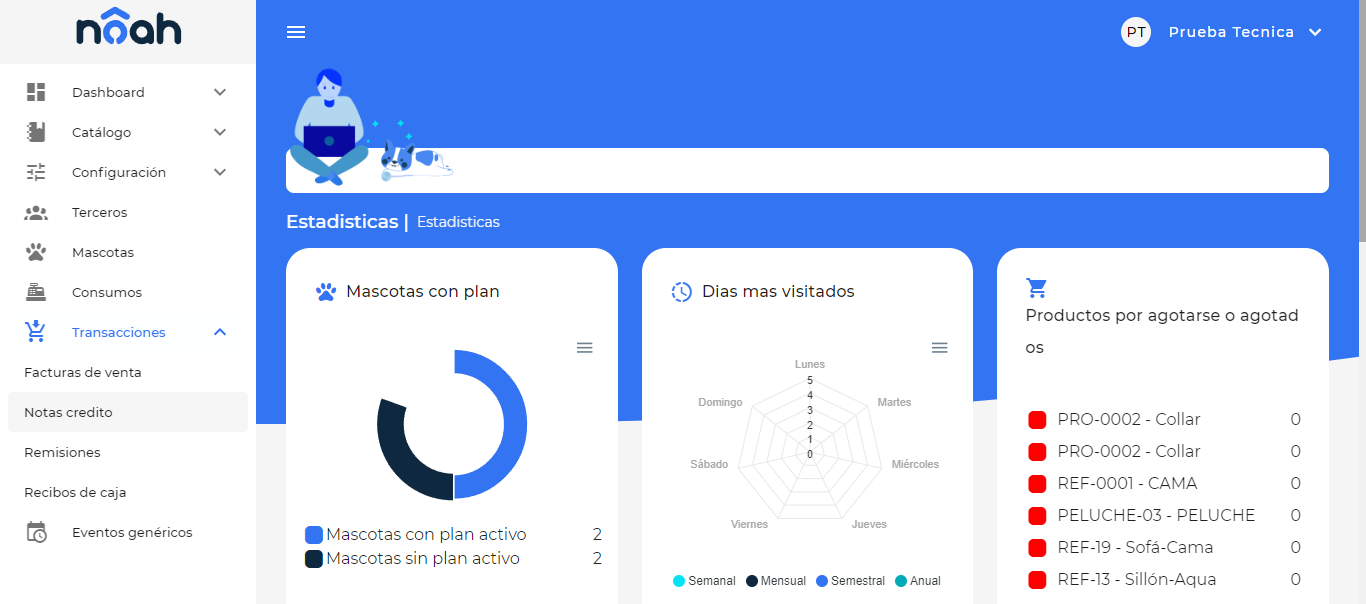 nôah
PT Prueba Tecnica
Dashboard
Catálogo
Configuración
Terceros
Mascotas
Consumos
Transacciones
Facturas de venta
Notas credito
Remisiones
Recibos de caja
Eventos genéricos
Estadisticas | Estadisticas
Mascotas con plan
Mascotas con plan activo 2
Mascotas sin plan activo 2
Dias mas visitados
Lunes
5
Domingo 4 Martes
3
2
1
Sábado 0 Miércoles
Viernes Jueves
Semanal Mensual Semestral Anual
Productos por agotarse o agotad
os
PRO-0002 - Collar 0
PRO-0002 - Collar 0
REF-0001 - CAMA 0
PELUCHE-03 - PELUCHE 0
REF-19 - Sofá-Cama 0
REF-13 - Sillón-Aqua 0